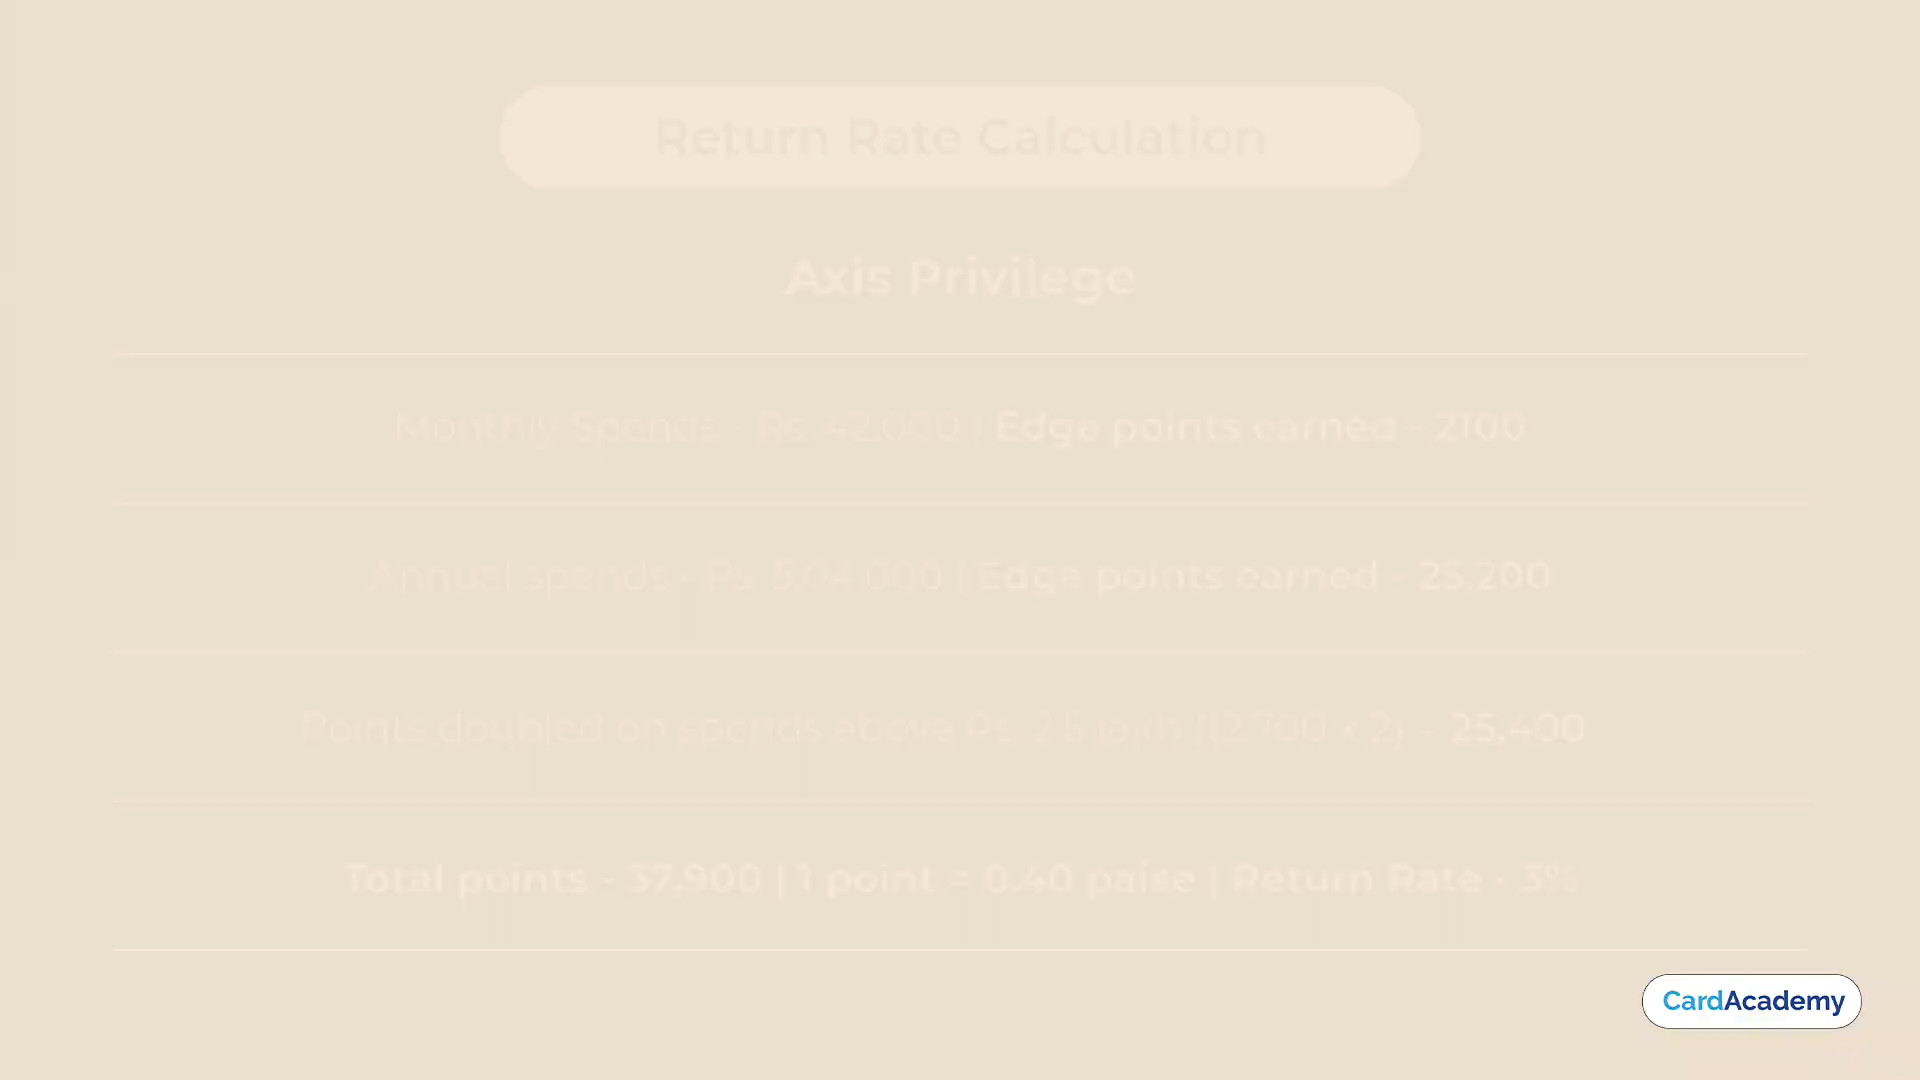 Return Rate Calculation
Axis Privilege
Monthly Spends - Rs. 42,000 | Edge points earned - 2100
Annual spends - Rs. 5,04,000 | Edge points earned - 25,200
Points doubled on spends above Rs. 2.5 lakh (12,700 x 2) - 25,400
Total points - 37,900 | 1 point = 0.40 paise | Return Rate - 3%
CardAcademy